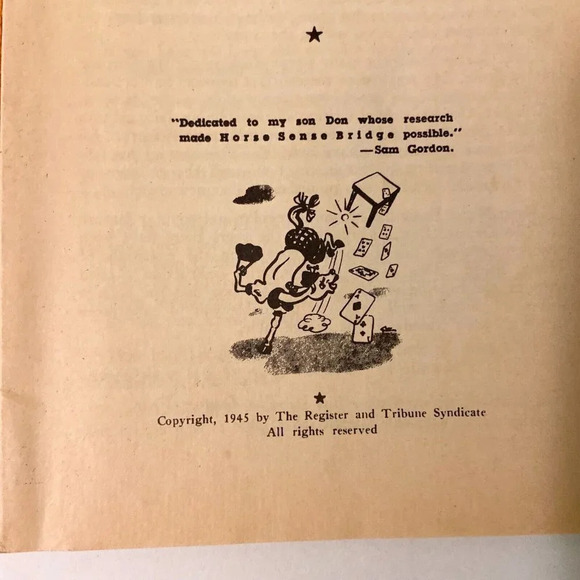 "Dedicated to my son Don whose research
made Horse Sense Bridge possible."
—Sam Gordon.
Copyright, 1945 by The Register and Tribune Syndicate
All rights reserved